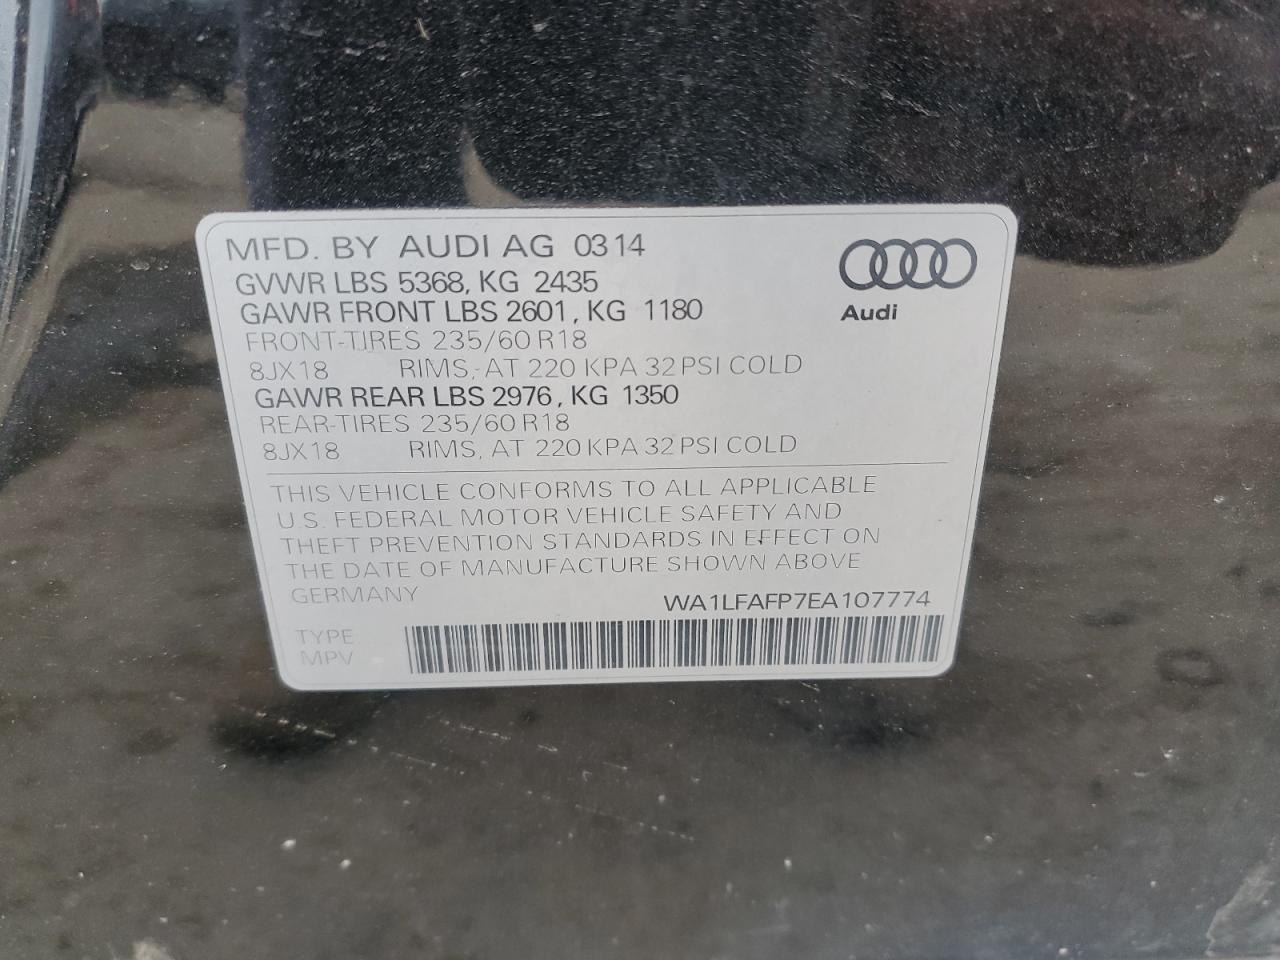 MFD. BY AUDI AG 0314
GVWR LBS 5368, KG 2435
GAWR FRONT LBS 2601, KG 1180
FRONT-TIRES 235/60 R18
8JX18 RIMS, AT 220 KPA 32 PSI COLD
GAWR REAR LBS 2976, KG 1350
REAR-TIRES 235/60 R18
8JX18 RIMS, AT 220 KPA 32 PSI COLD
Audi
THIS VEHICLE CONFORMS TO ALL APPLICABLE
U.S. FEDERAL MOTOR VEHICLE SAFETY AND
THEFT PREVENTION STANDARDS IN EFFECT ON
THE DATE OF MANUFACTURE SHOWN ABOVE
GERMANY
WA1LFAFP7EA107774
TYPE
MPV